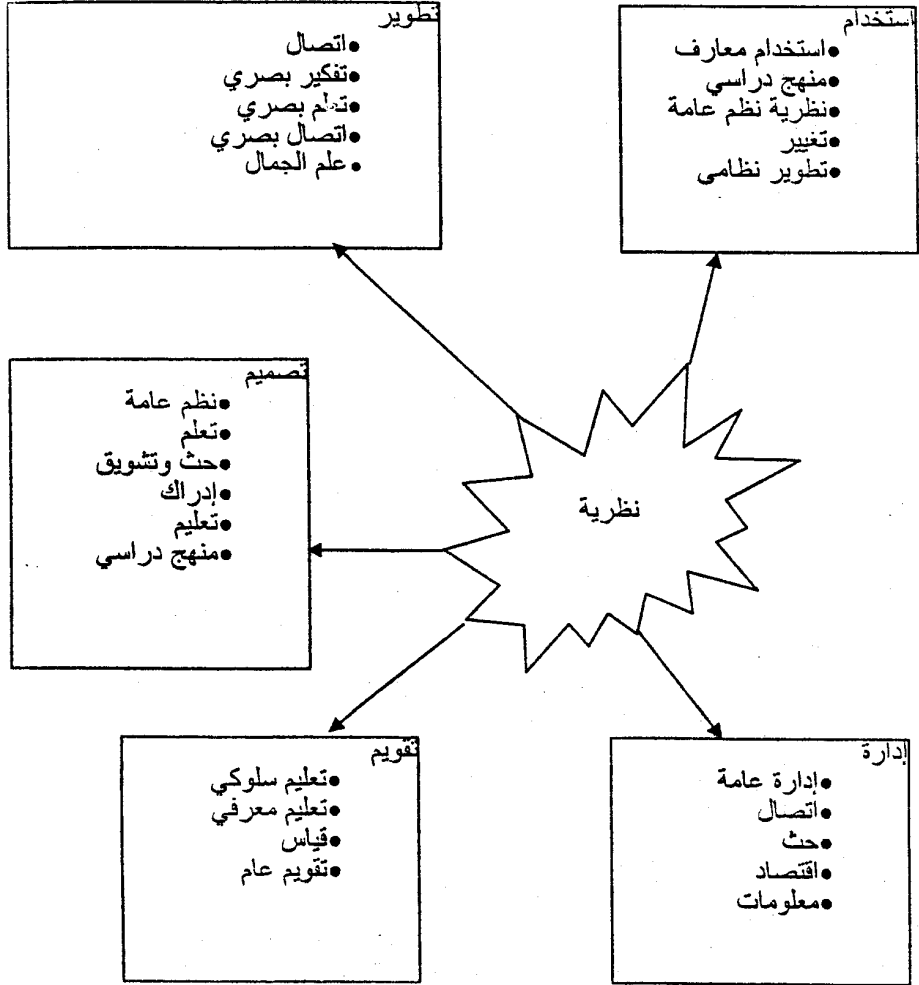 استخدام
•استخدام معارف
•منهج دراسي
•نظرية نظم عامة
•تغيير
•تطوير نظامى
تطوير
•اتصال
•تفكير بصري
•تعلم بصري
•اتصال بصري
•علم الجمال
نظرية
تصميم
•نظم عامة
•تعلم
•حث وتشويق
•إدراك
•تعليم
•منهج دراسي
إدارة
•إدارة عامة
•اتصال
•حث
•اقتصاد
•معلومات
تقويم
•تعليم سلوكي
•تعليم معرفي
•قياس
•تقويم عام